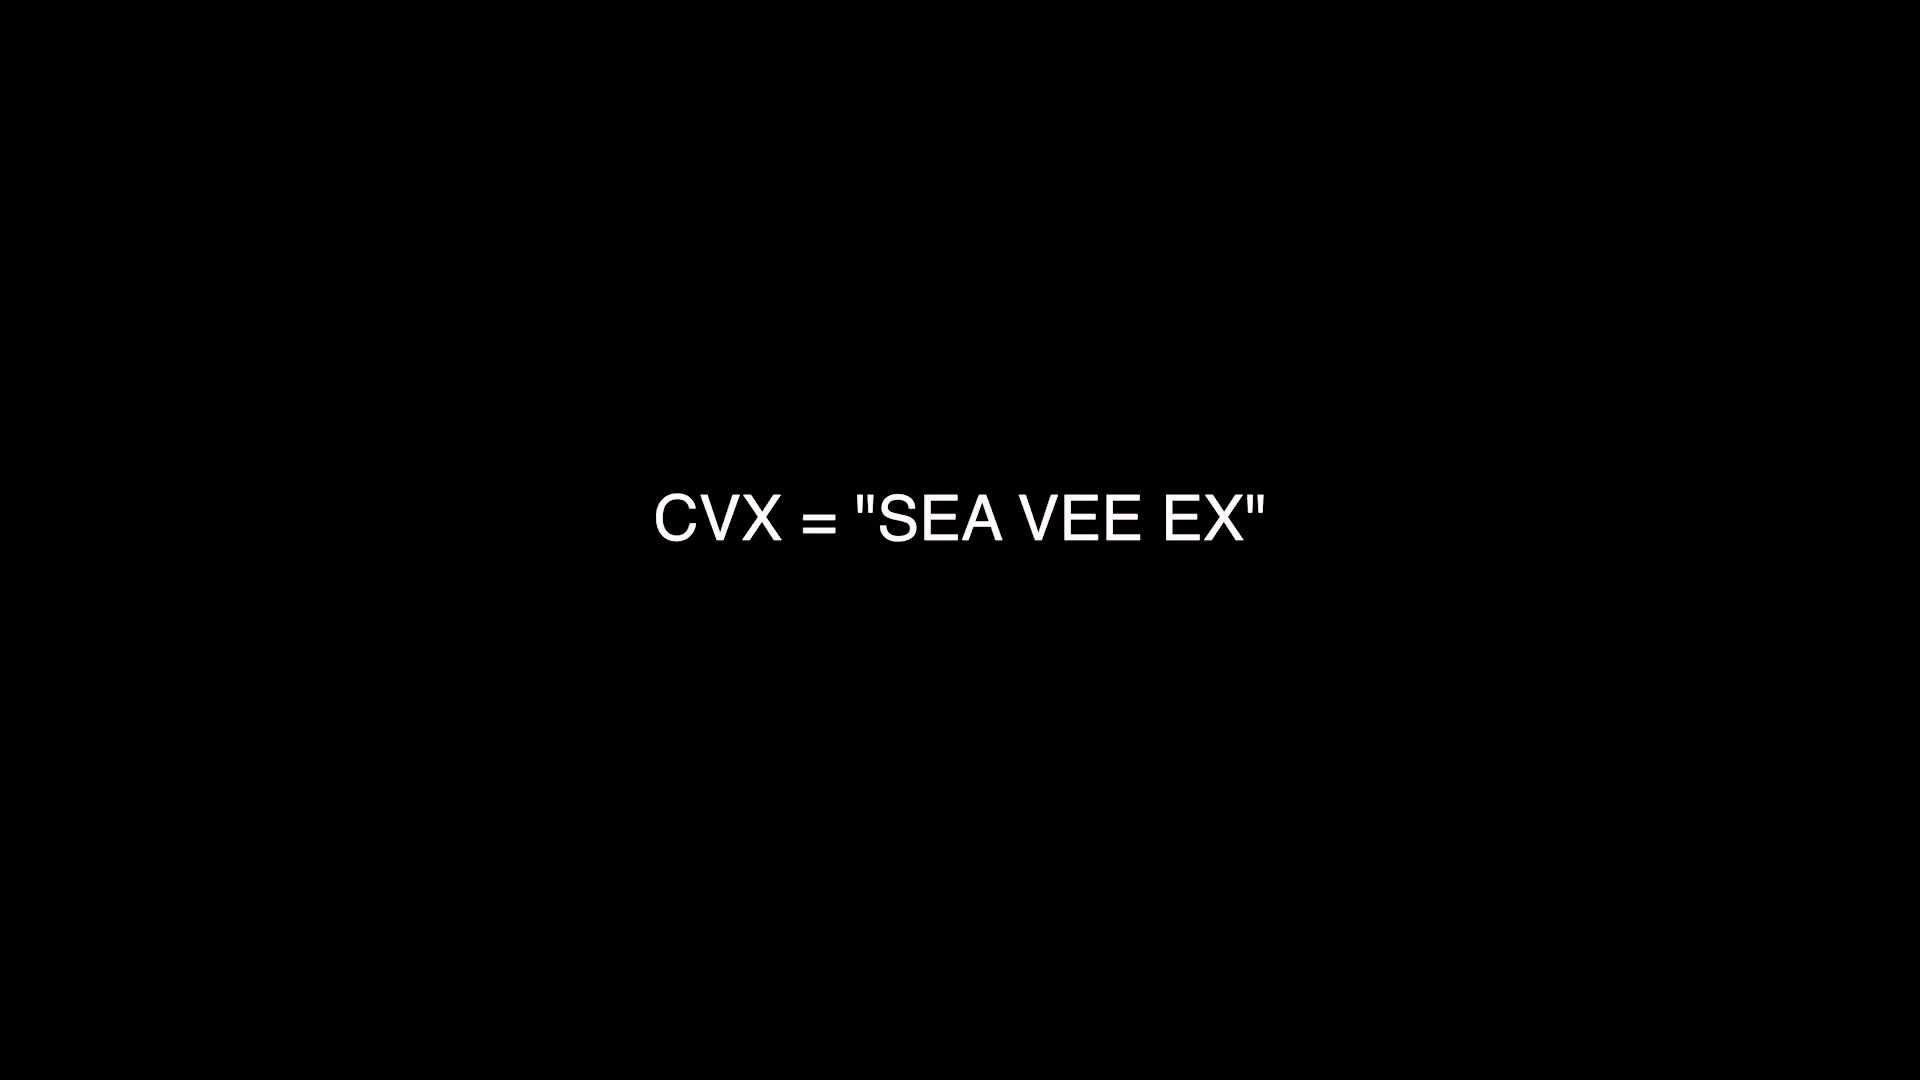 CVX = "SEA VEE EX"